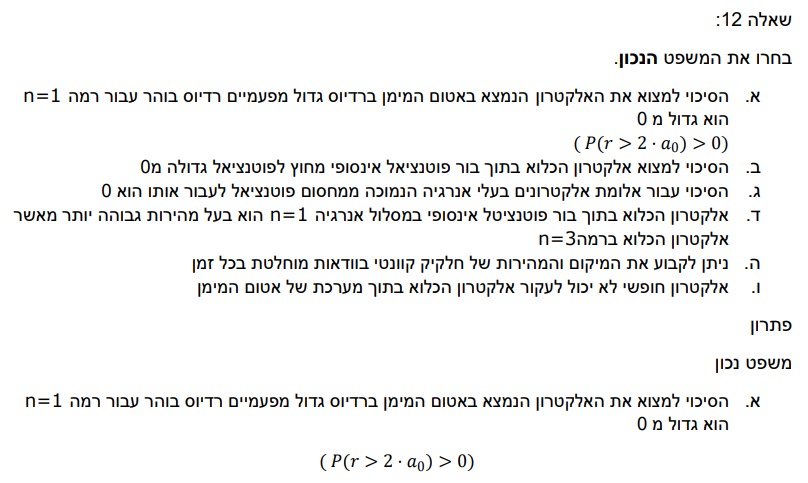 שאלה 12:
בחרו את המשפט הנכון.
א. הסיכוי למצוא את האלקטרון הנמצא באטום המימן ברדיוס גדול מפעמיים רדיוס בוהר עבור רמה n=1
הוא גדול מ 0
( P(r > 2 · a₀) > 0)
ב. הסיכוי למצוא אלקטרון הכלוא בתוך בור פוטנציאל אינסופי מחוץ לפוטנציאל גדולה מ0
ג. הסיכוי עבור אלומת אלקטרונים בעלי אנרגיה הנמוכה ממחסום פוטנציאל לעבור אותו הוא 0
ד. אלקטרון הכלוא בתוך בור פוטנציטל אינסופי במסלול אנרגיה n=1 הוא בעל מהירות גבוהה יותר מאשר
אלקטרון הכלוא ברמה n=3
ה. ניתן לקבוע את המיקום והמהירות של חלקיק קוונטי בוודאות מוחלטת בכל זמן
ו. אלקטרון חופשי לא יכול לעקור אלקטרון הכלוא בתוך מערכת של אטום המימן
פתרון
משפט נכון
א. הסיכוי למצוא את האלקטרון הנמצא באטום המימן ברדיוס גדול מפעמיים רדיוס בוהר עבור רמה n=1
הוא גדול מ 0
( P(r > 2 · a₀) > 0)